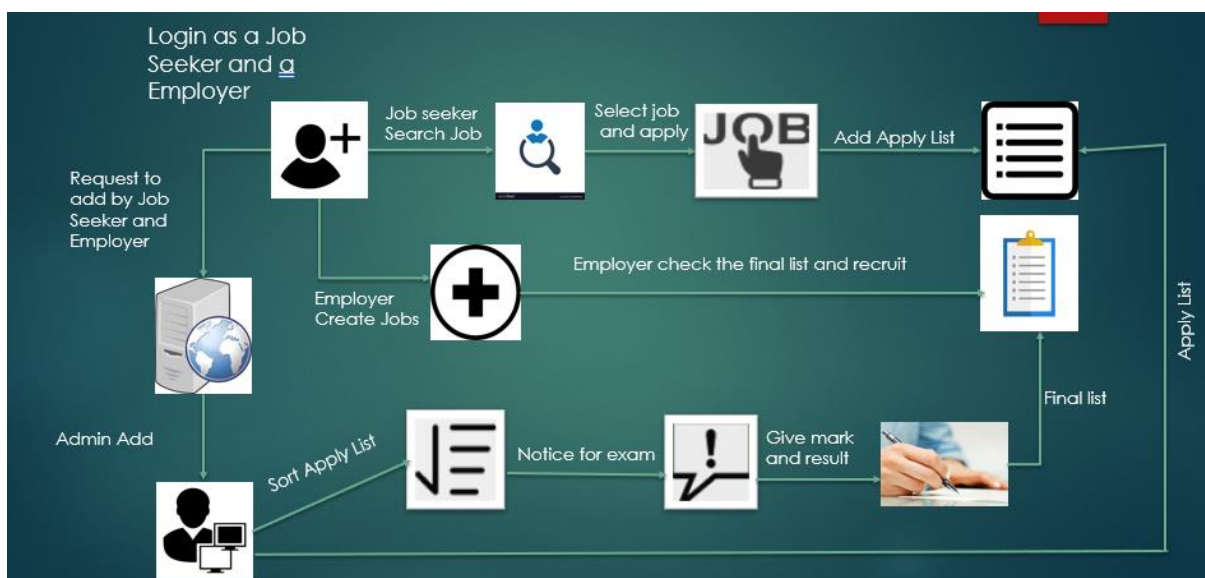 Login as a Job
Seeker and a
Employer
Job seeker
Search Job
Select job
and apply
JOB
Add Apply List
Request to
add by Job
Seeker and
Employer
Employer
Create Jobs
Employer check the final list and recruit
Apply List
Admin Add
Sort Apply List
Notice for exam
Give mark
and result
Final list